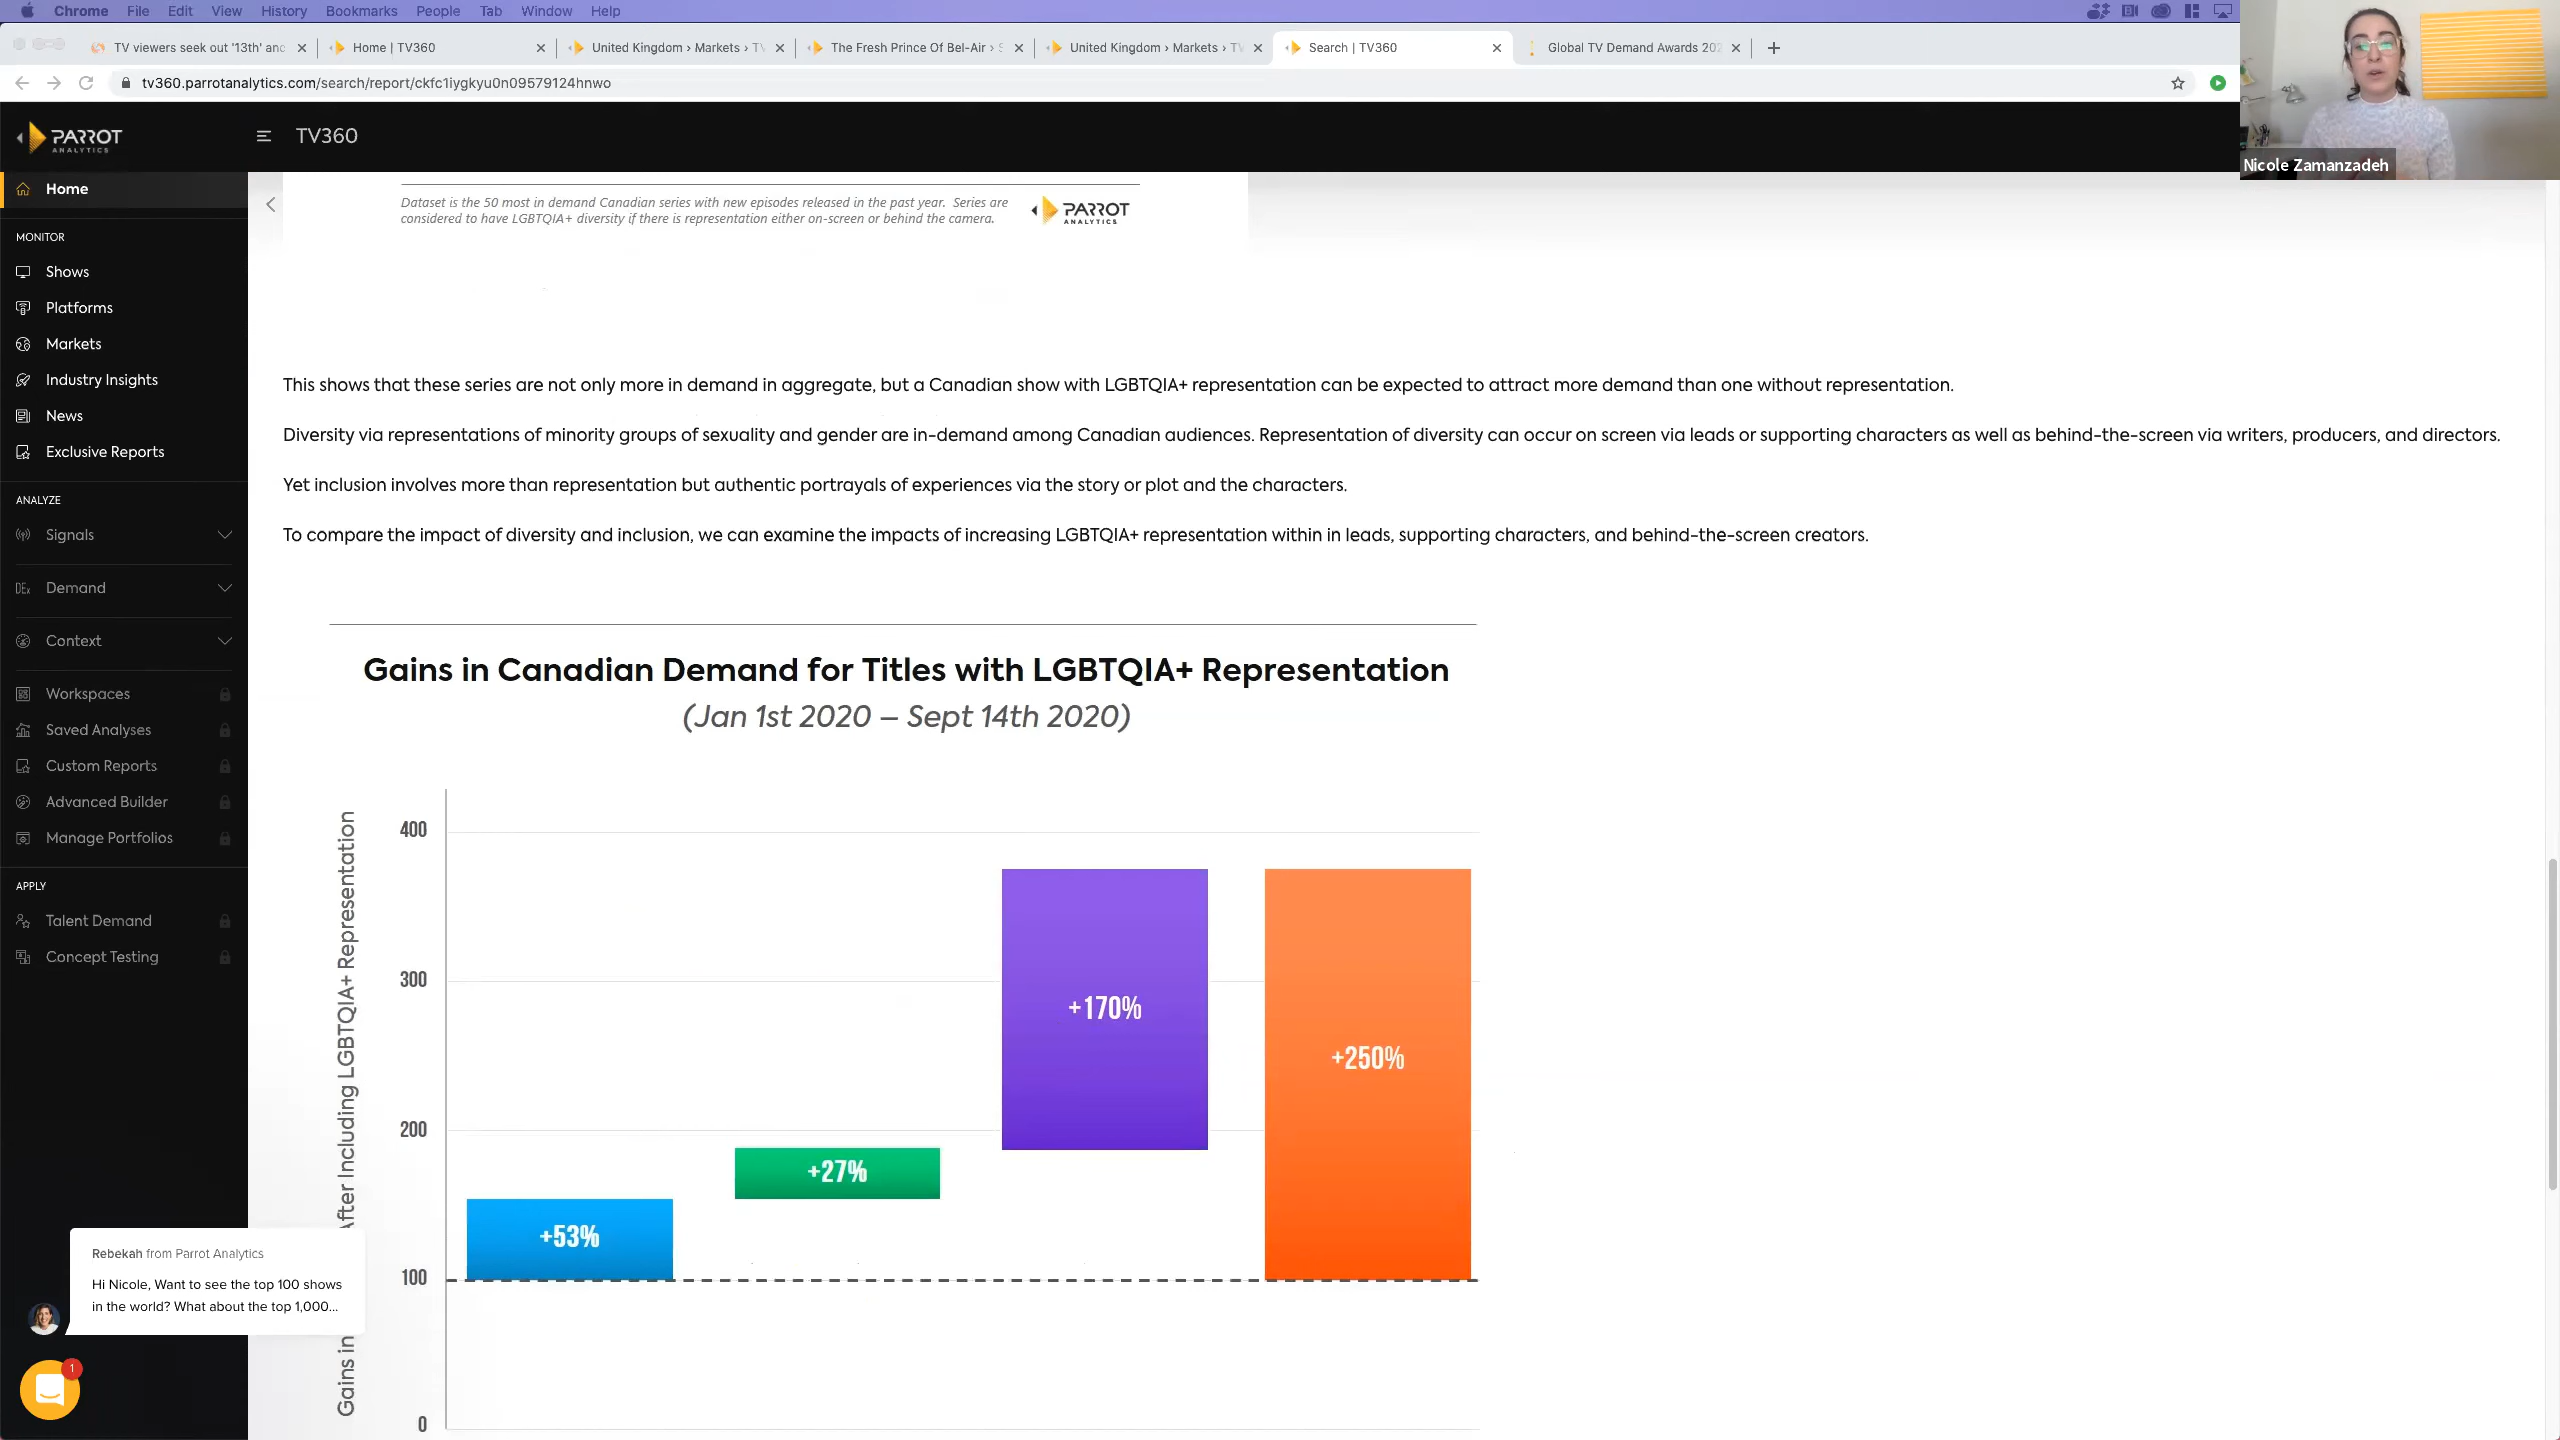 Chrome File Edit View History Bookmarks People Tab Window Help
TV viewers seek out '13th' and
Home | TV360
United Kingdom › Markets › TV
The Fresh Prince Of Bel-Air › S
United Kingdom › Markets › TV
Search | TV360
Global TV Demand Awards 202
tv360.parrotanalytics.com/search/report/ckfc1iygkyu0n09579124hnwo
Nicole Zamanzadeh
PARROT
ANALYTICS
TV360
Home
MONITOR
Shows
Platforms
Markets
Industry Insights
News
Exclusive Reports
ANALYZE
Signals
Demand
Context
Workspaces
Saved Analyses
Custom Reports
Advanced Builder
Manage Portfolios
APPLY
Talent Demand
Concept Testing
Dataset is the 50 most in demand Canadian series with new episodes released in the past year. Series are
considered to have LGBTQIA+ diversity if there is representation either on-screen or behind the camera.
PARROT
ANALYTICS
This shows that these series are not only more in demand in aggregate, but a Canadian show with LGBTQIA+ representation can be expected to attract more demand than one without representation.
Diversity via representations of minority groups of sexuality and gender are in-demand among Canadian audiences. Representation of diversity can occur on screen via leads or supporting characters as well as behind-the-screen via writers, producers, and directors.
Yet inclusion involves more than representation but authentic portrayals of experiences via the story or plot and the characters.
To compare the impact of diversity and inclusion, we can examine the impacts of increasing LGBTQIA+ representation within in leads, supporting characters, and behind-the-screen creators.
Gains in Canadian Demand for Titles with LGBTQIA+ Representation
(Jan 1st 2020 – Sept 14th 2020)
Gains in
After Including LGBTQIA+ Representation
400
300
200
100
0
+53%
+27%
+170%
+250%
Rebekah from Parrot Analytics
Hi Nicole, Want to see the top 100 shows
in the world? What about the top 1,000...
1